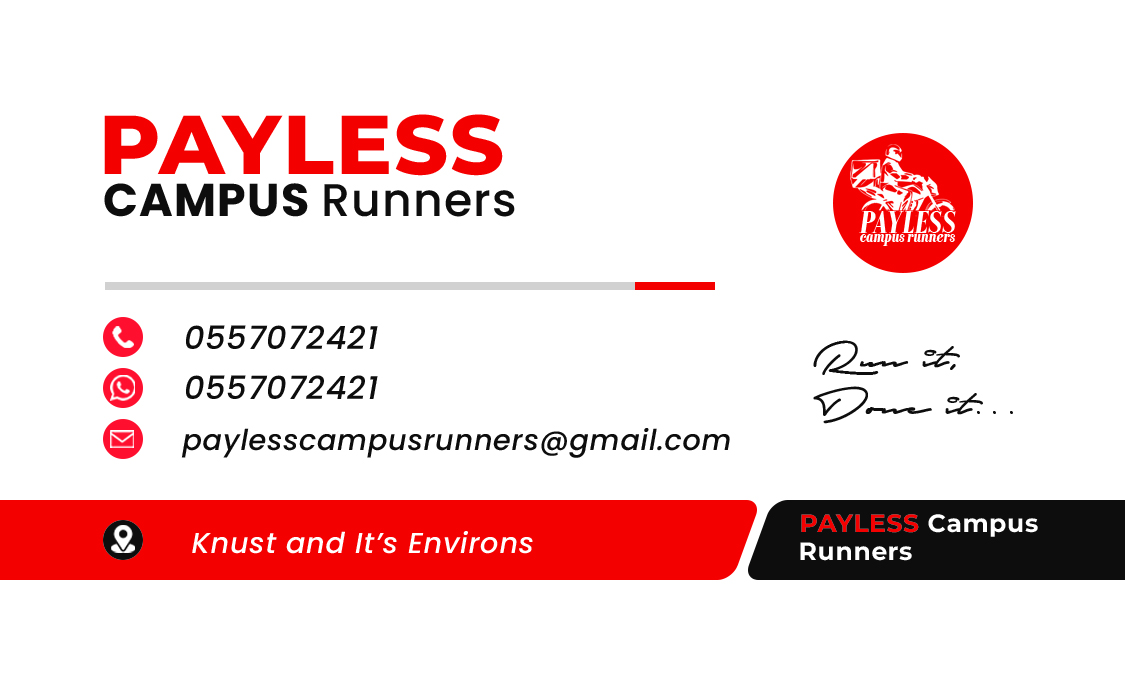 PAYLESS
CAMPUS Runners
PAYLESS
campus runners
0557072421
0557072421
paylesscampusrunners@gmail.com
Run it,
Done it...
Knust and It’s Environs
PAYLESS Campus
Runners